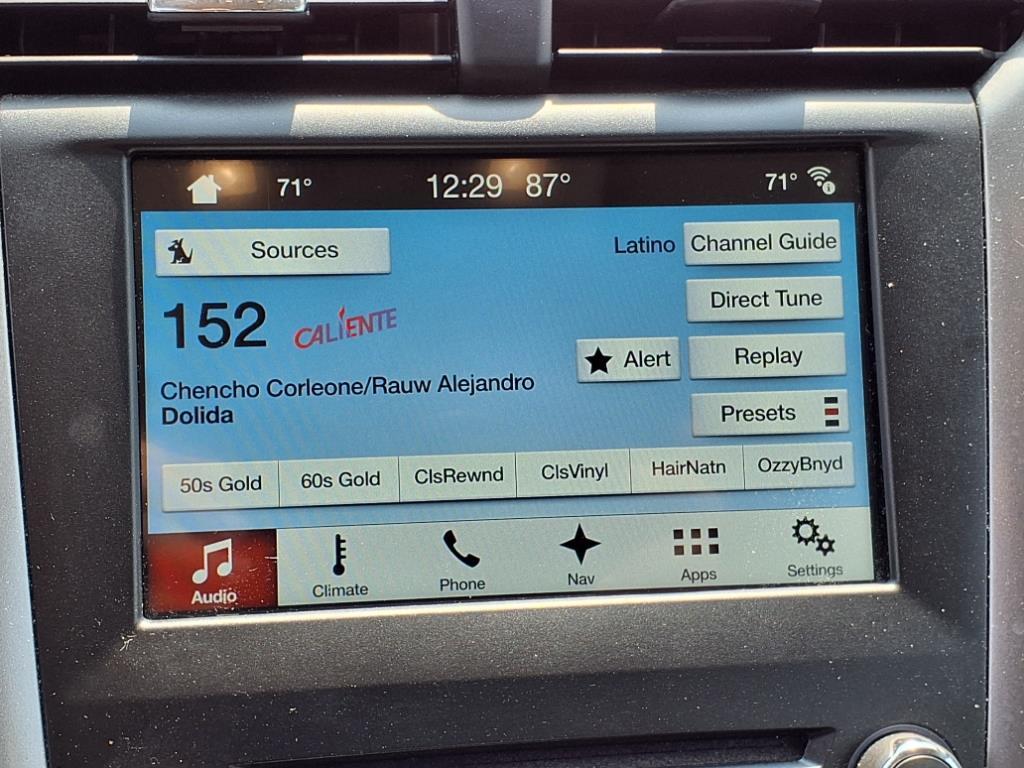 71° 12:29 87° 71°
Sources
Latino Channel Guide
Direct Tune
152 CALIENTE
Alert Replay
Chencho Corleone/Rauw Alejandro
Dolida
Presets
50s Gold 60s Gold ClsRewnd ClsVinyl HairNatn OzzyBnyd
Audio Climate Phone Nav Apps Settings